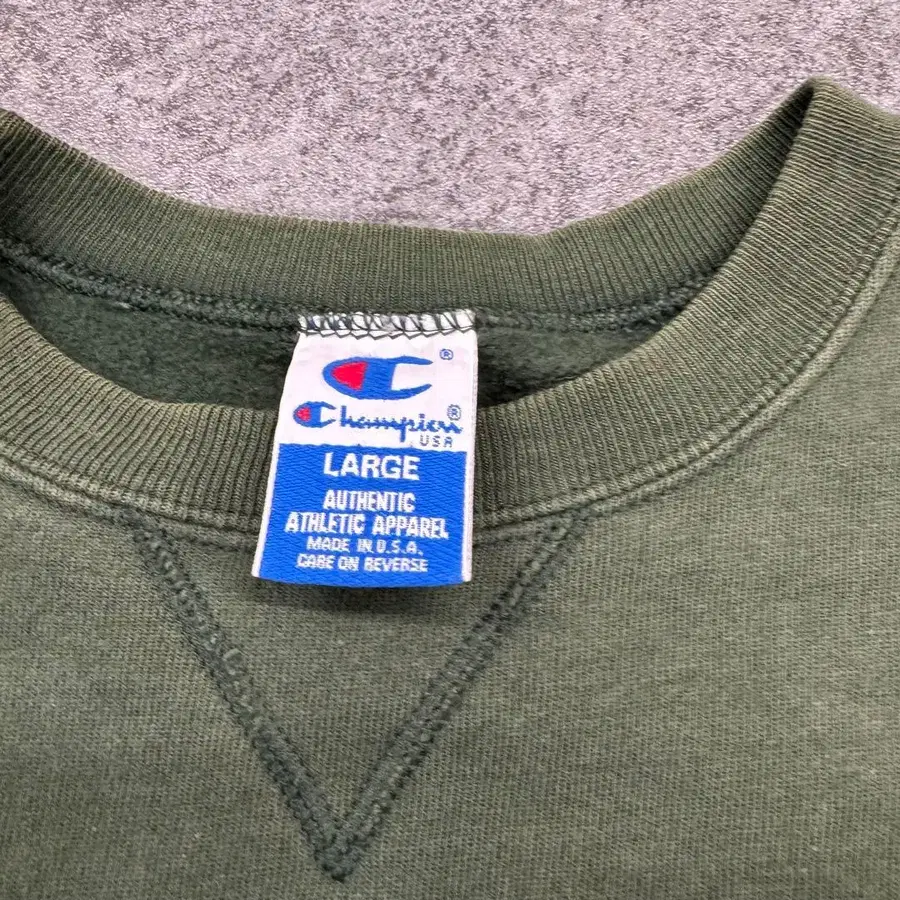 ®
Champion®
USA
LARGE
AUTHENTIC
ATHLETIC APPAREL
MADE IN U.S.A.
CARE ON REVERSE